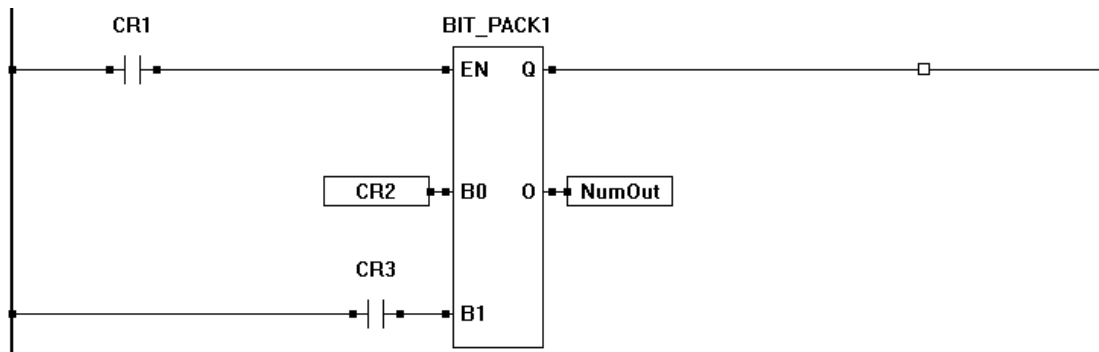 CR1
BIT_PACK1
EN Q
CR2
B0 O
NumOut
CR3
B1